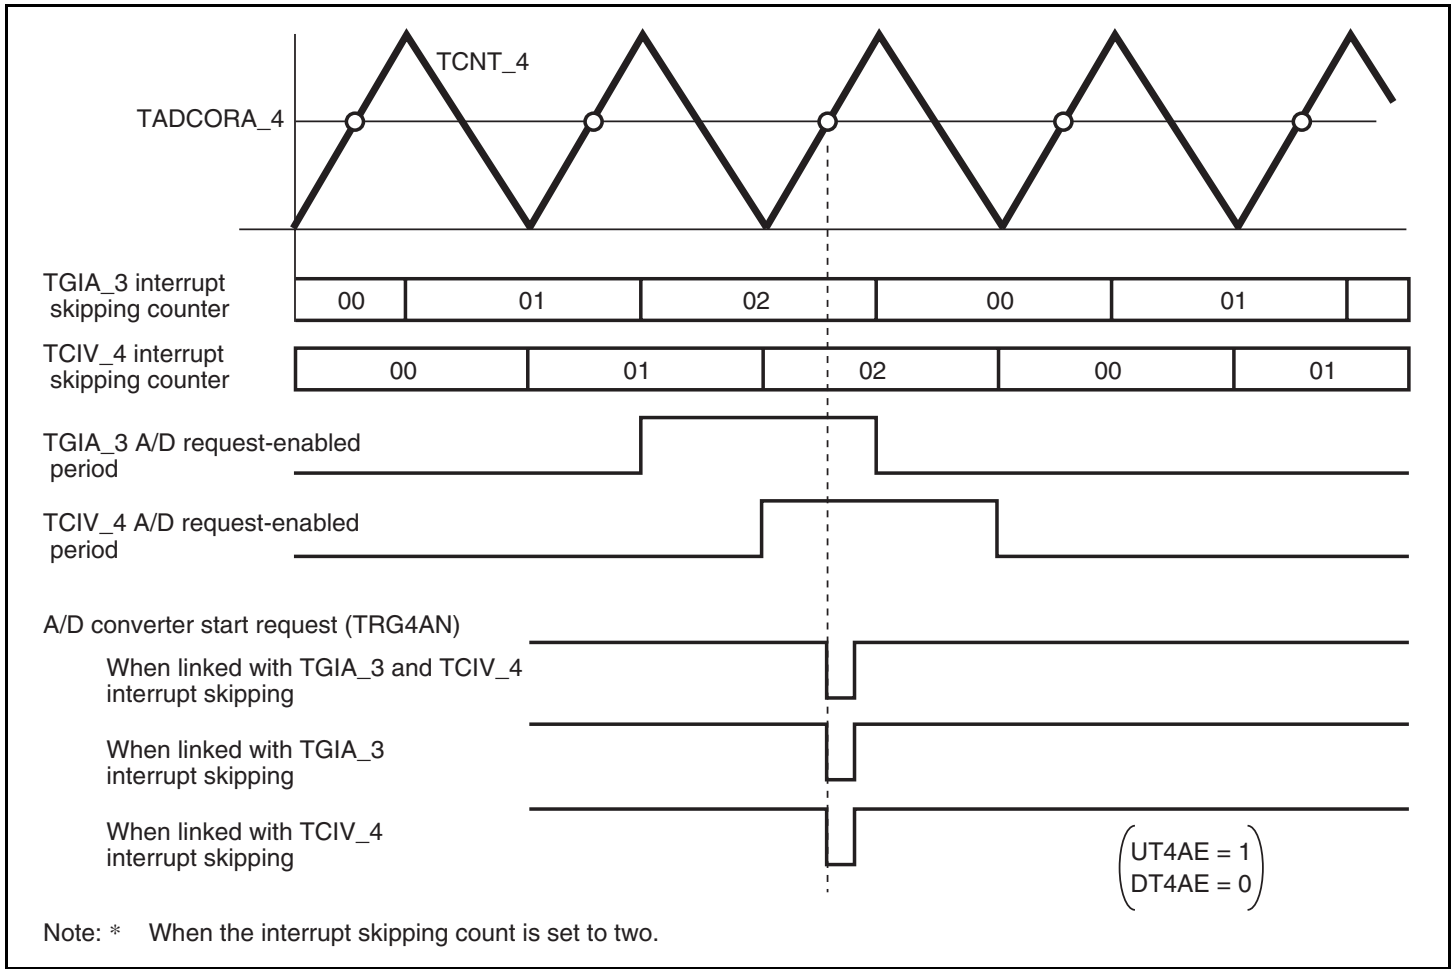 TCNT_4
TADCORA_4
TGIA_3 interrupt
skipping counter
00 01 02 00 01
TCIV_4 interrupt
skipping counter
00 01 02 00 01
TGIA_3 A/D request-enabled
period
TCIV_4 A/D request-enabled
period
A/D converter start request (TRG4AN)
When linked with TGIA_3 and TCIV_4
interrupt skipping
When linked with TGIA_3
interrupt skipping
When linked with TCIV_4
interrupt skipping
UT4AE = 1
DT4AE = 0
Note: * When the interrupt skipping count is set to two.